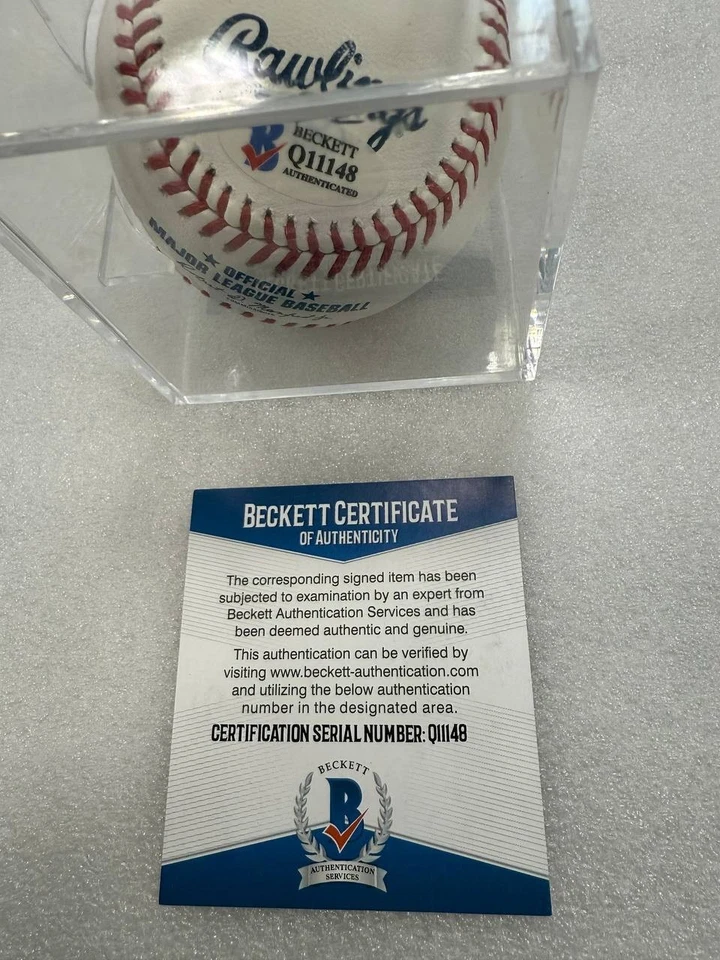 Rawlings
BECKETT
Q11148
AUTHENTICATED
OFFICIAL
MAJOR LEAGUE BASEBALL
BECKETT CERTIFICATE
OF AUTHENTICITY
The corresponding signed item has been
subjected to examination by an expert from
Beckett Authentication Services and has
been deemed authentic and genuine.
This authentication can be verified by
visiting www.beckett-authentication.com
and utilizing the below authentication
number in the designated area.
CERTIFICATION SERIAL NUMBER: Q11148
BECKETT
B
AUTHENTICATION
SERVICES